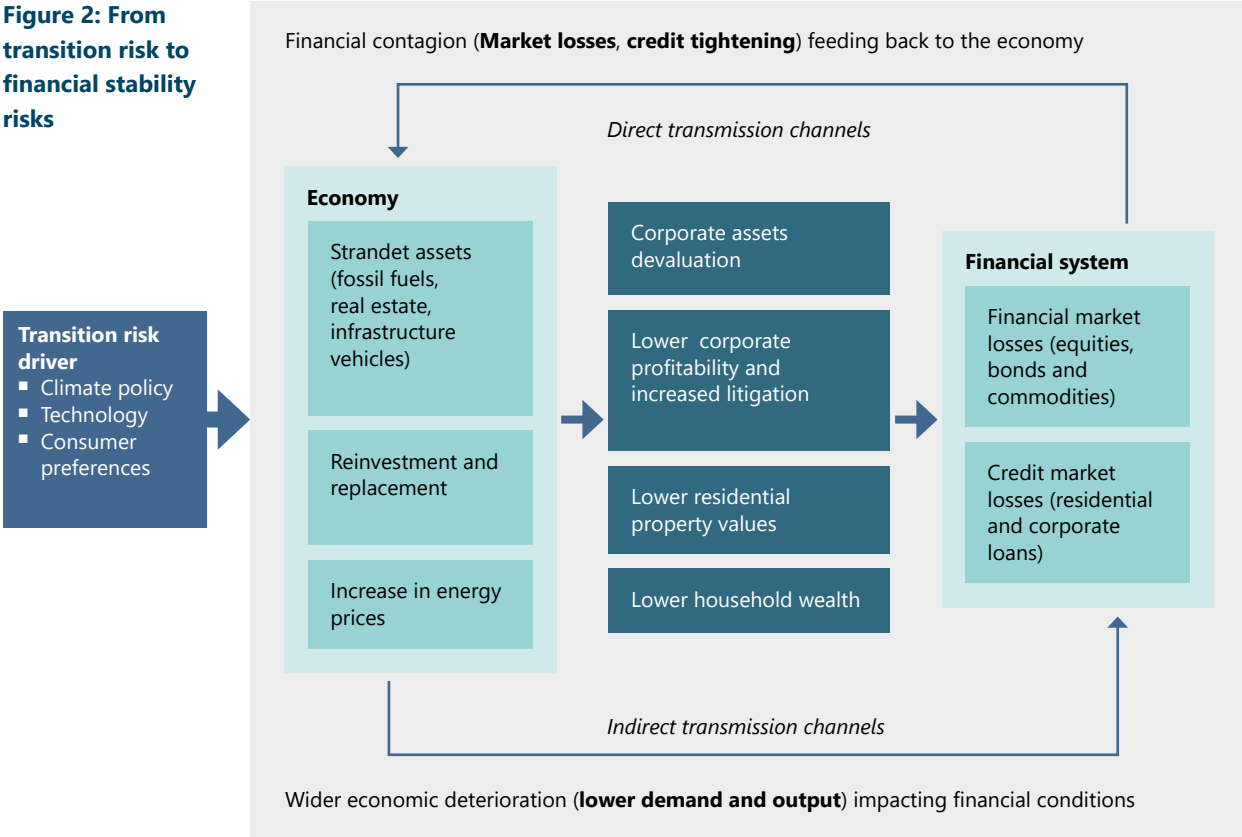 Figure 2: From
transition risk to
financial stability
risks
Financial contagion (Market losses, credit tightening) feeding back to the economy
Direct transmission channels
Transition risk
driver
▪ Climate policy
▪ Technology
▪ Consumer
preferences
Economy
Strandet assets
(fossil fuels,
real estate,
infrastructure
vehicles)
Reinvestment and
replacement
Increase in energy
prices
Corporate assets
devaluation
Lower corporate
profitability and
increased litigation
Lower residential
property values
Lower household wealth
Financial system
Financial market
losses (equities,
bonds and
commodities)
Credit market
losses (residential
and corporate
loans)
Indirect transmission channels
Wider economic deterioration (lower demand and output) impacting financial conditions